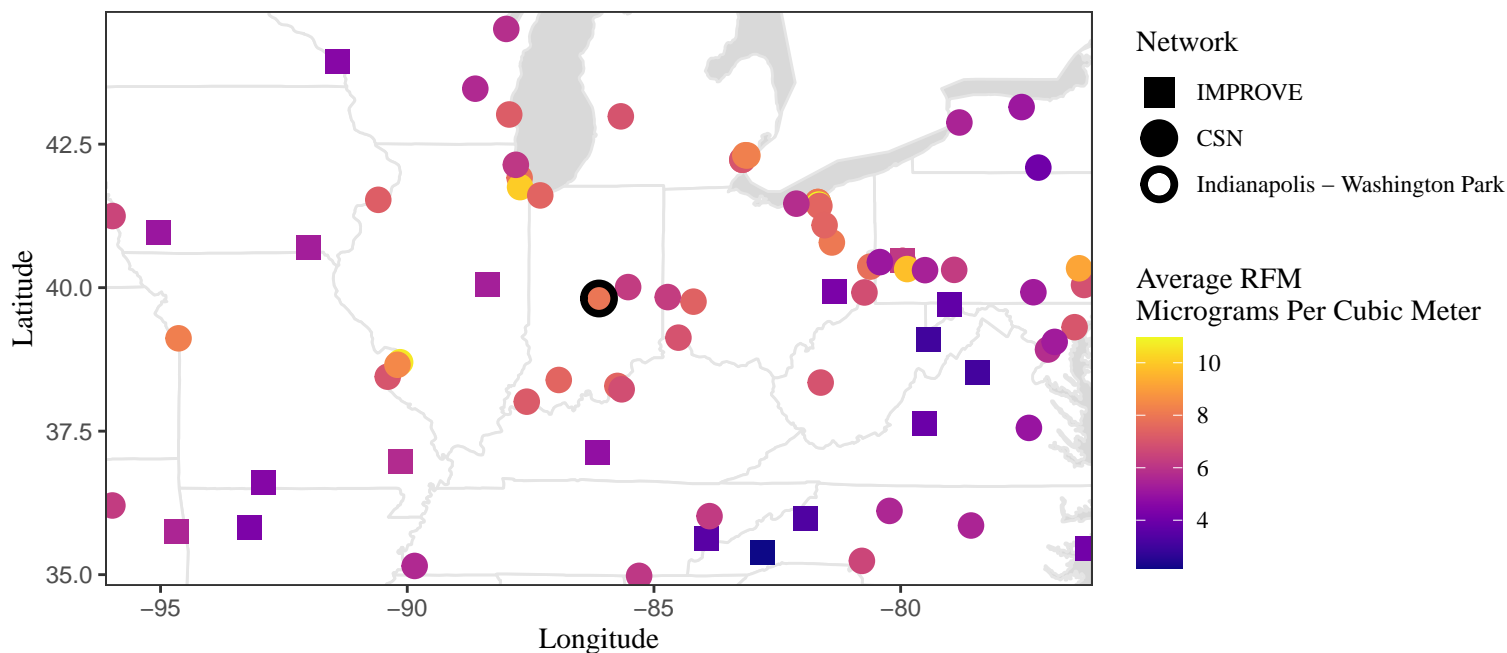 Network
IMPROVE
CSN
Indianapolis – Washington Park
Average RFM
Micrograms Per Cubic Meter
10
8
6
4
Latitude
42.5
40.0
37.5
35.0
−95
−90
−85
−80
Longitude